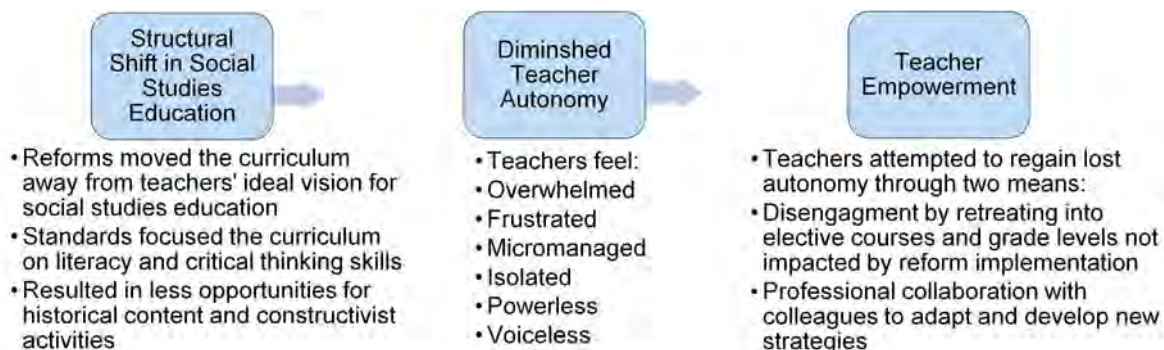 Structural
Shift in Social
Studies
Education
• Reforms moved the curriculum
away from teachers' ideal vision for
social studies education
• Standards focused the curriculum
on literacy and critical thinking skills
• Resulted in less opportunities for
historical content and constructivist
activities
Diminshed
Teacher
Autonomy
• Teachers feel:
• Overwhelmed
• Frustrated
• Micromanaged
• Isolated
• Powerless
• Voiceless
Teacher
Empowerment
• Teachers attempted to regain lost
autonomy through two means:
• Disengagment by retreating into
elective courses and grade levels not
impacted by reform implementation
• Professional collaboration with
colleagues to adapt and develop new
strategies